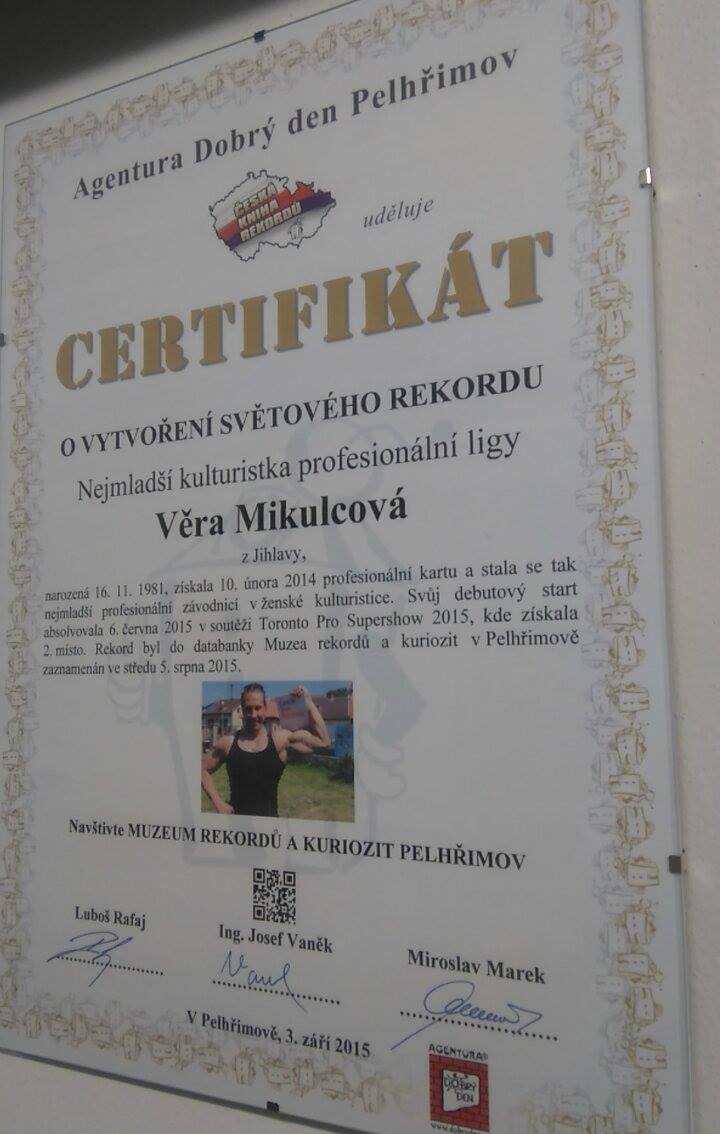 Agentura Dobrý den Pelhřimov
ČESKÁ
KNIHA
REKORDŮ
uděluje
CERTIFIKÁT
O VYTVOŘENÍ SVĚTOVÉHO REKORDU
Nejmladší kulturistka profesionální ligy
Věra Mikulcová
z Jihlavy,
narozená 16. 11. 1981, získala 10. února 2014 profesionální kartu a stala se tak
nejmladší profesionální závodnicí v ženské kulturistice. Svůj debutový start
absolvovala 6. června 2015 v soutěži Toronto Pro Supershow 2015, kde získala
2. místo. Rekord byl do databanky Muzea rekordů a kuriozit v Pelhřimově
zaznamenán ve středu 5. srpna 2015.
Navštivte MUZEUM REKORDŮ A KURIOZIT PELHŘIMOV
Luboš Rafaj
Ing. Josef Vaněk
Miroslav Marek
V Pelhřimově, 3. září 2015
AGENTURA®
DOBRÝ
DEN